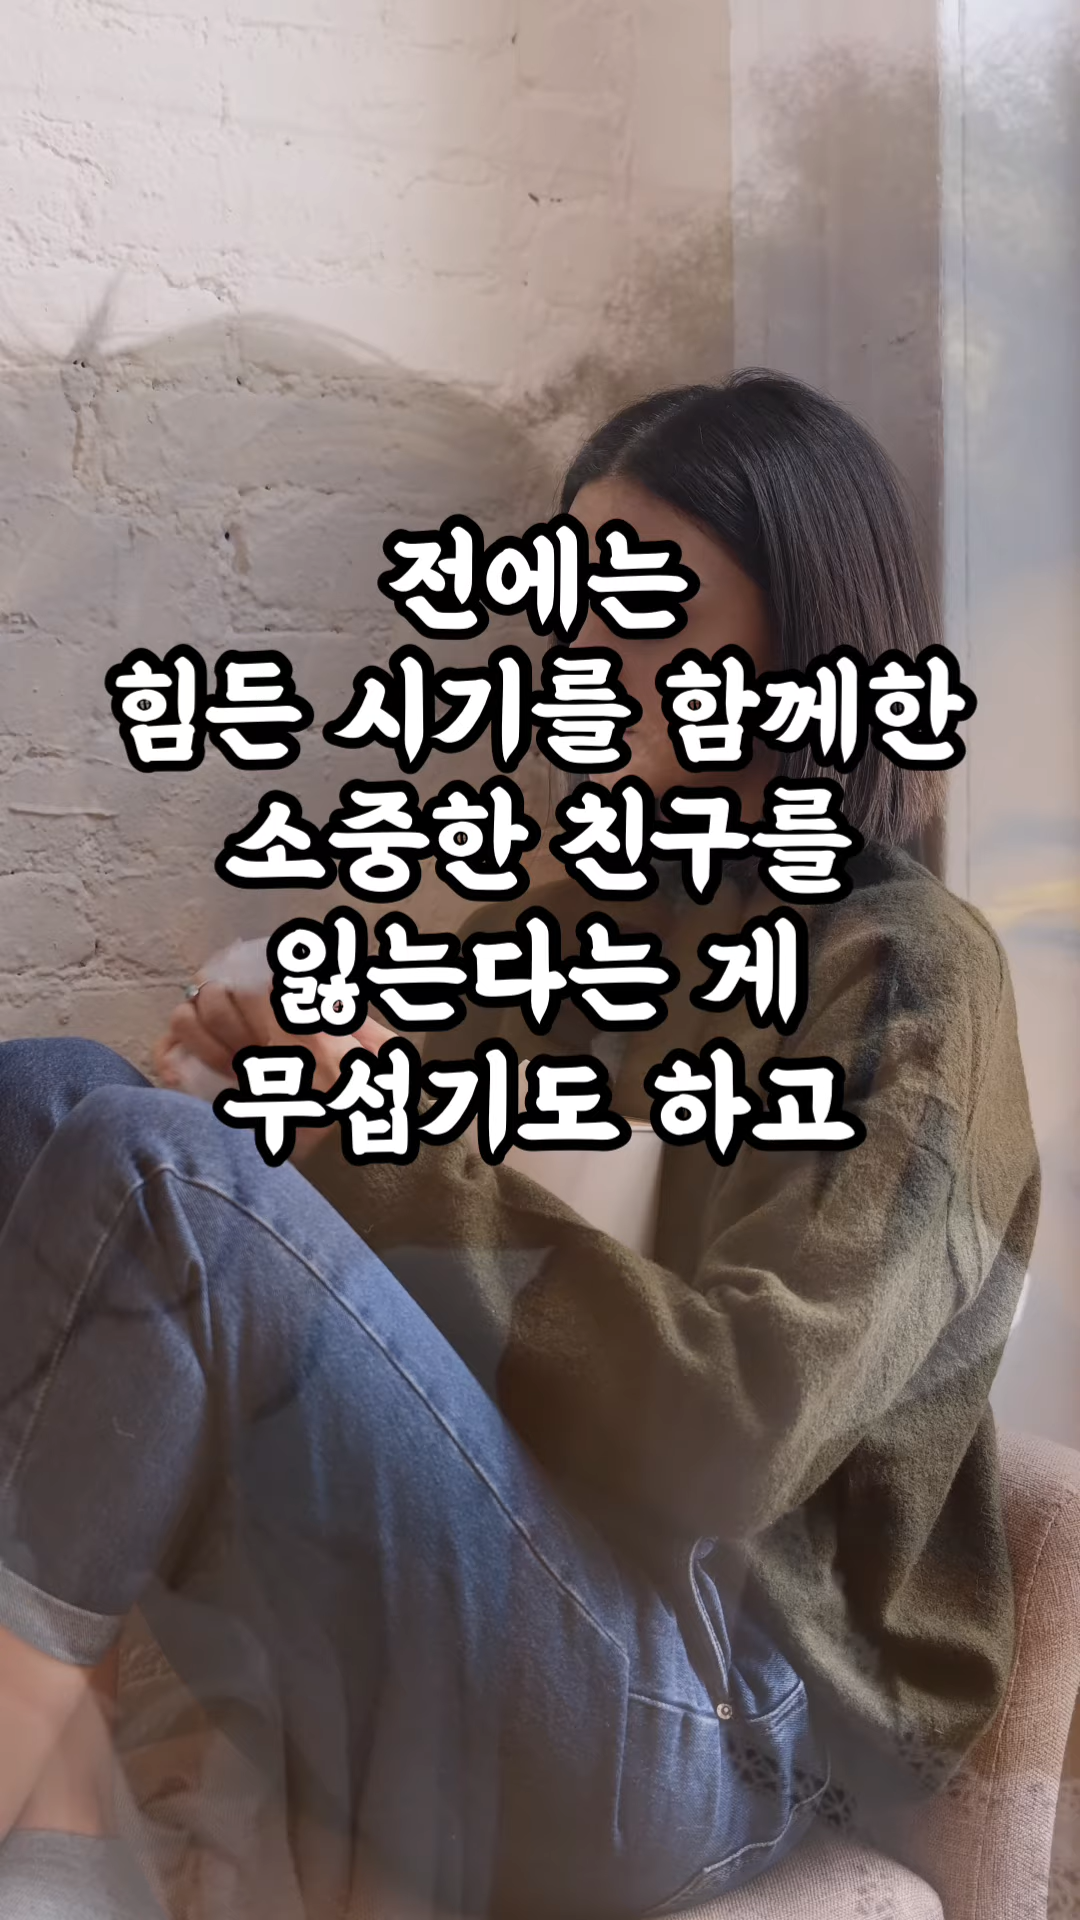 전에는
힘든 시기를 함께한
소중한 친구를
잃는다는 게
무섭기도 하고